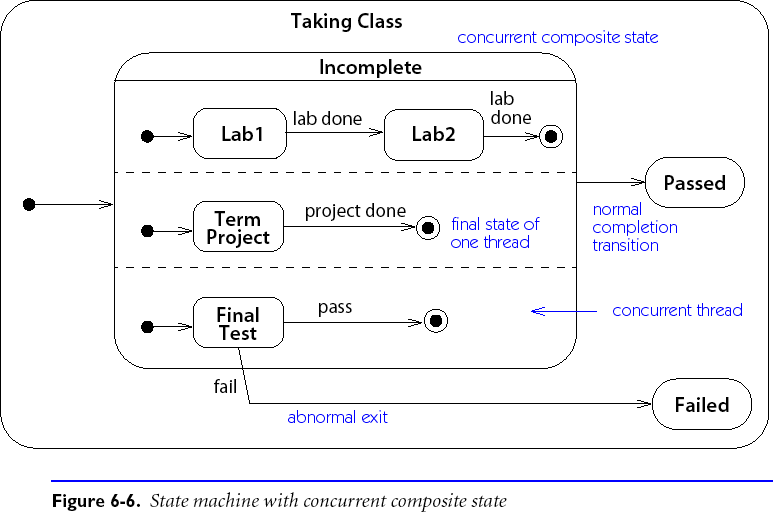 Taking Class
concurrent composite state
Incomplete
Lab1
lab done
Lab2
lab
done
Passed
Term
Project
project done
final state of
one thread
normal
completion
transition
Final
Test
pass
concurrent thread
fail
abnormal exit
Failed
Figure 6-6. State machine with concurrent composite state